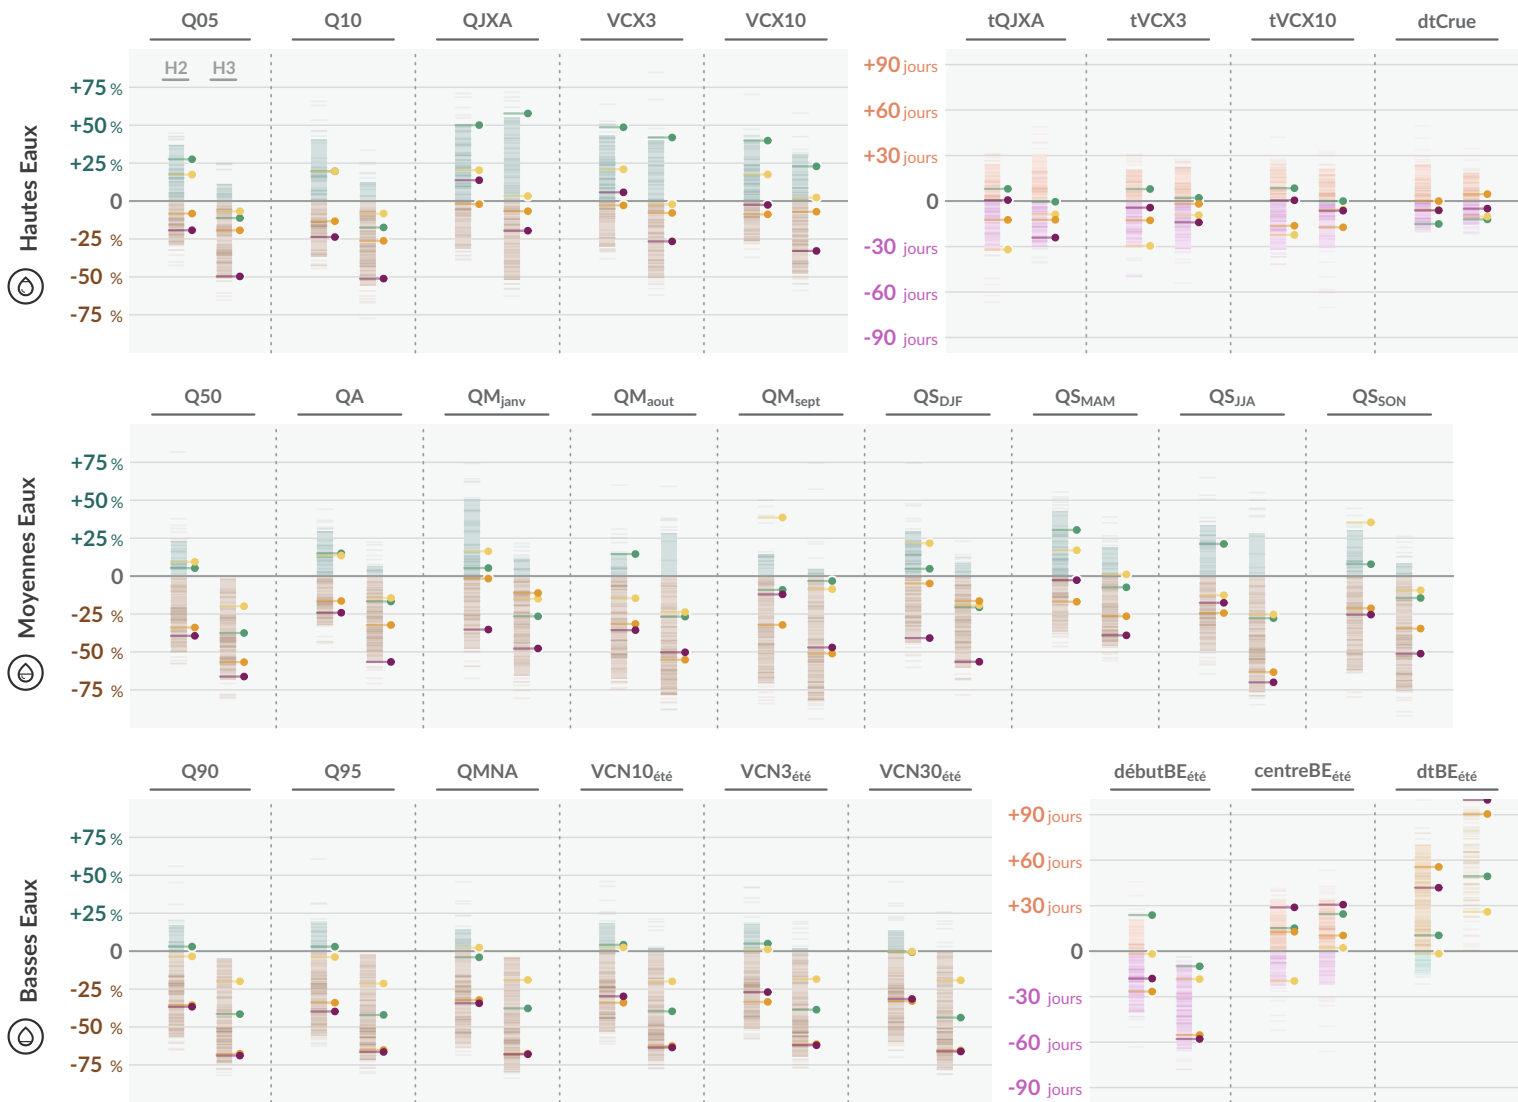 Q05 Q10 QJXA VCX3 VCX10 tQJXA tVCX3 tVCX10 dtCrue
H2 H3
Hautes Eaux
+75 %
+50 %
+25 %
0
-25 %
-50 %
-75 %
+90 jours
+60 jours
+30 jours
0
-30 jours
-60 jours
-90 jours
Q50 QA QMjanv QMaout QMsept QSDJF QSMAM QSJJA QSSON
Moyennes Eaux
+75 %
+50 %
+25 %
0
-25 %
-50 %
-75 %
Q90 Q95 QMNA VCN10été VCN3été VCN30été débutBEété centreBEété dtBEété
Basses Eaux
+75 %
+50 %
+25 %
0
-25 %
-50 %
-75 %
+90 jours
+60 jours
+30 jours
0
-30 jours
-60 jours
-90 jours